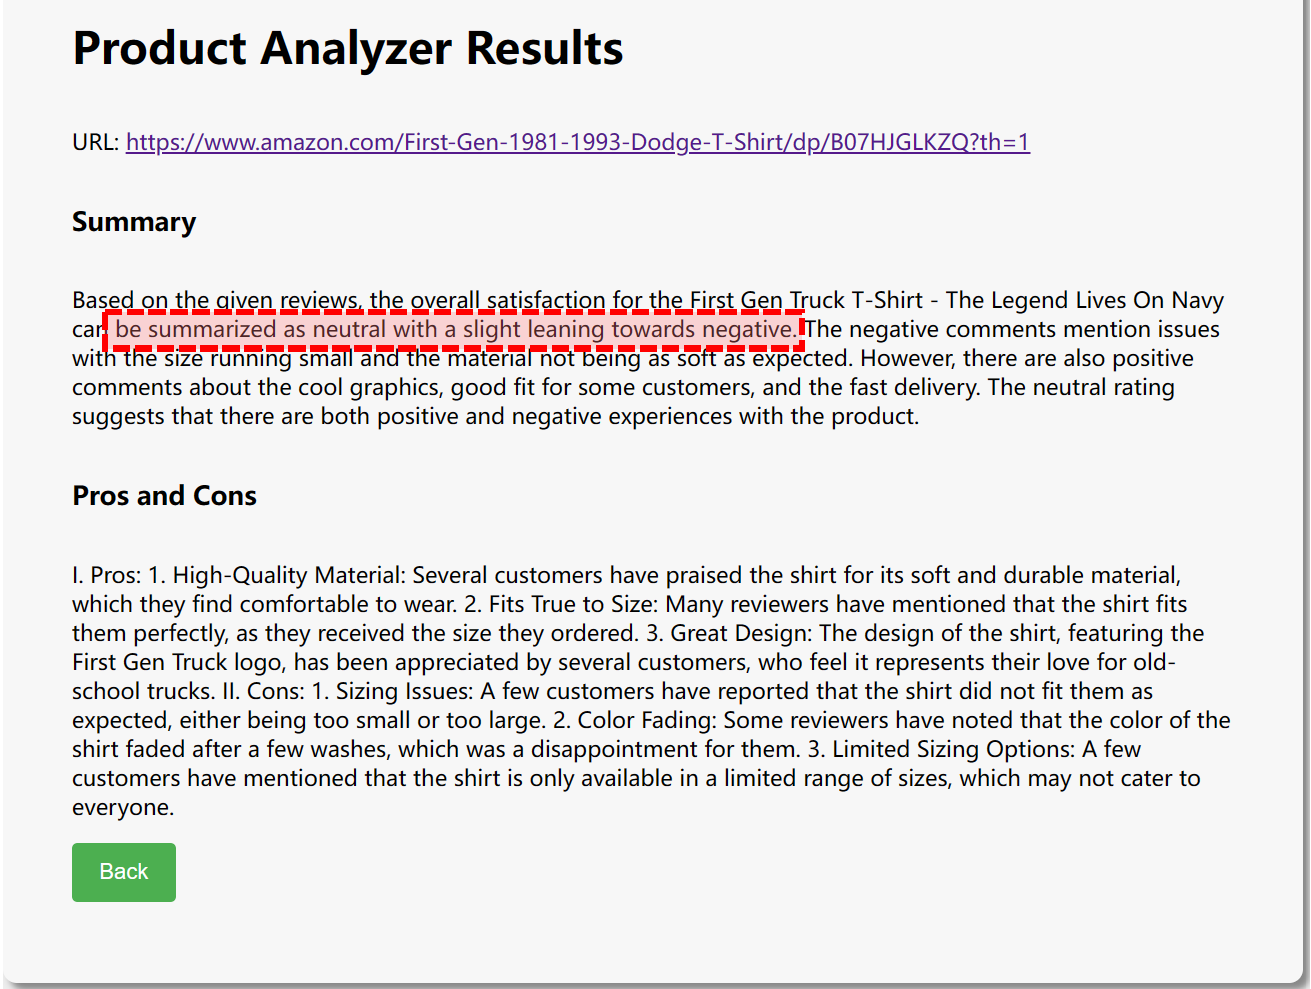 Product Analyzer Results
URL: https://www.amazon.com/First-Gen-1981-1993-Dodge-T-Shirt/dp/B07HJGLKZQ?th=1
Summary
Based on the given reviews, the overall satisfaction for the First Gen Truck T-Shirt - The Legend Lives On Navy
can be summarized as neutral with a slight leaning towards negative. The negative comments mention issues
with the size running small and the material not being as soft as expected. However, there are also positive
comments about the cool graphics, good fit for some customers, and the fast delivery. The neutral rating
suggests that there are both positive and negative experiences with the product.
Pros and Cons
I. Pros: 1. High-Quality Material: Several customers have praised the shirt for its soft and durable material,
which they find comfortable to wear. 2. Fits True to Size: Many reviewers have mentioned that the shirt fits
them perfectly, as they received the size they ordered. 3. Great Design: The design of the shirt, featuring the
First Gen Truck logo, has been appreciated by several customers, who feel it represents their love for old-
school trucks. II. Cons: 1. Sizing Issues: A few customers have reported that the shirt did not fit them as
expected, either being too small or too large. 2. Color Fading: Some reviewers have noted that the color of the
shirt faded after a few washes, which was a disappointment for them. 3. Limited Sizing Options: A few
customers have mentioned that the shirt is only available in a limited range of sizes, which may not cater to
everyone.
Back